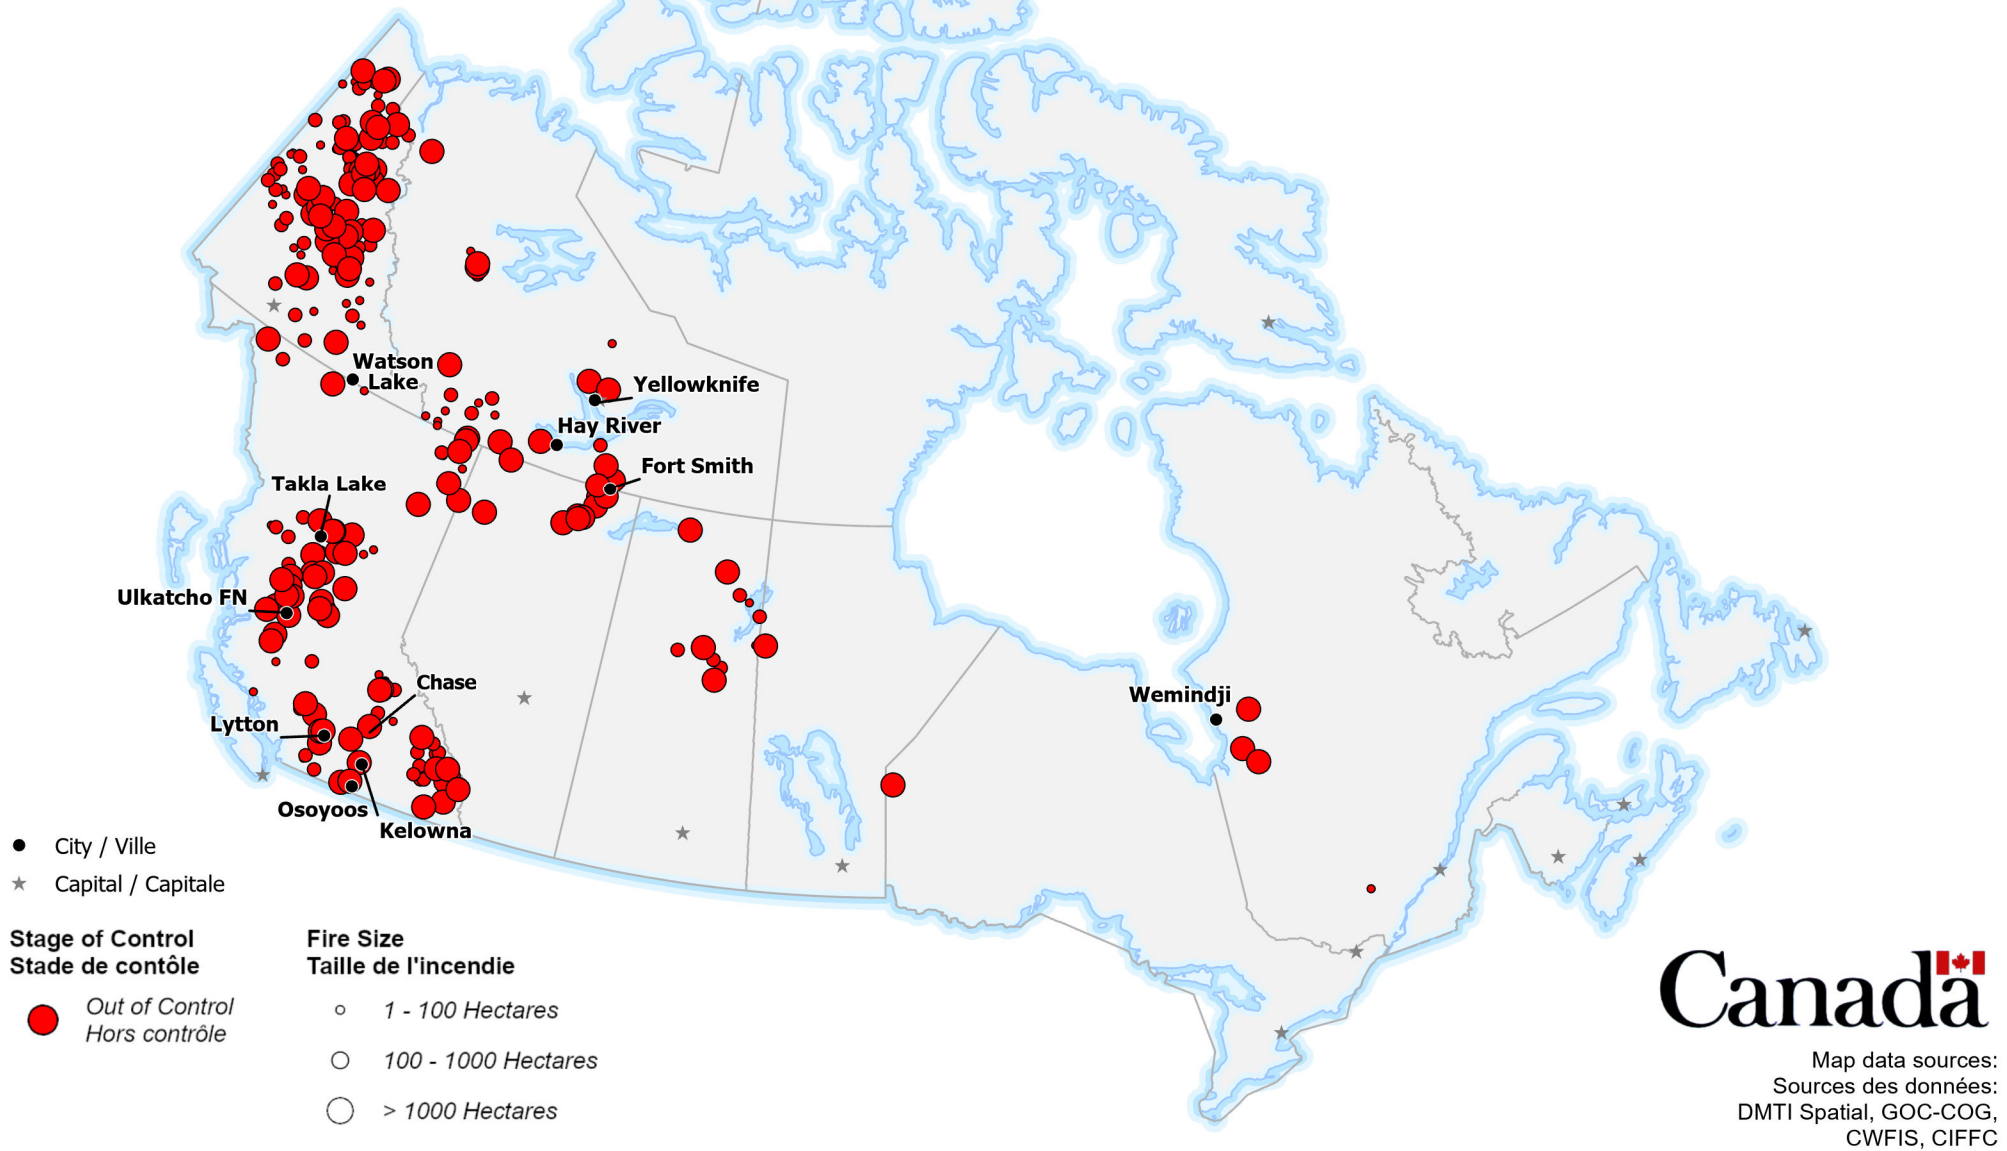 Watson
Lake
Yellowknife
Hay River
Fort Smith
Takla Lake
Ulkatcho FN
Chase
Wemindji
Lytton
Osoyoos
Kelowna
City / Ville
Capital / Capitale
Stage of Control
Stade de contôle
Out of Control
Hors contrôle
Fire Size
Taille de l'incendie
1 - 100 Hectares
100 - 1000 Hectares
> 1000 Hectares
Canada
Map data sources:
Sources des données:
DMTI Spatial, GOC-COG,
CWFIS, CIFFC